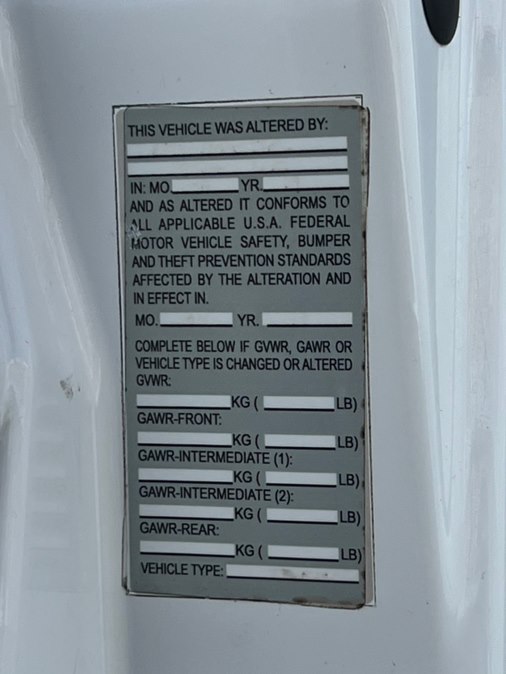 THIS VEHICLE WAS ALTERED BY:
IN: MO. YR.
AND AS ALTERED IT CONFORMS TO
ALL APPLICABLE U.S.A. FEDERAL
MOTOR VEHICLE SAFETY, BUMPER
AND THEFT PREVENTION STANDARDS
AFFECTED BY THE ALTERATION AND
IN EFFECT IN.
MO. YR.
COMPLETE BELOW IF GVWR, GAWR OR
VEHICLE TYPE IS CHANGED OR ALTERED
GVWR:
KG ( LB)
GAWR-FRONT:
KG ( LB)
GAWR-INTERMEDIATE (1):
KG ( LB)
GAWR-INTERMEDIATE (2):
KG ( LB)
GAWR-REAR:
KG ( LB)
VEHICLE TYPE: